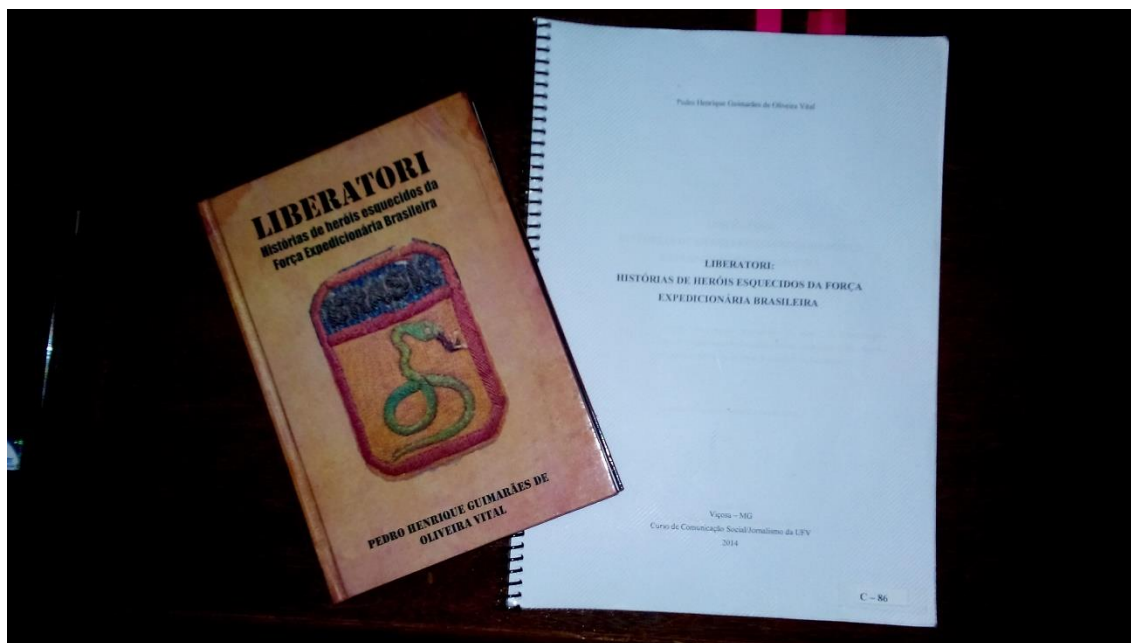 LIBERATORI
Histórias de heróis esquecidos da
Força Expedicionária Brasileira
BRASIL
PEDRO HENRIQUE GUIMARÃES DE
OLIVEIRA VITAL
Pedro Henrique Guimarães de Oliveira Vital
LIBERATORI:
HISTÓRIAS DE HERÓIS ESQUECIDOS DA FORÇA
EXPEDICIONÁRIA BRASILEIRA
Viçosa – MG
Curso de Comunicação Social/Jornalismo da UFV
2014
C – 86